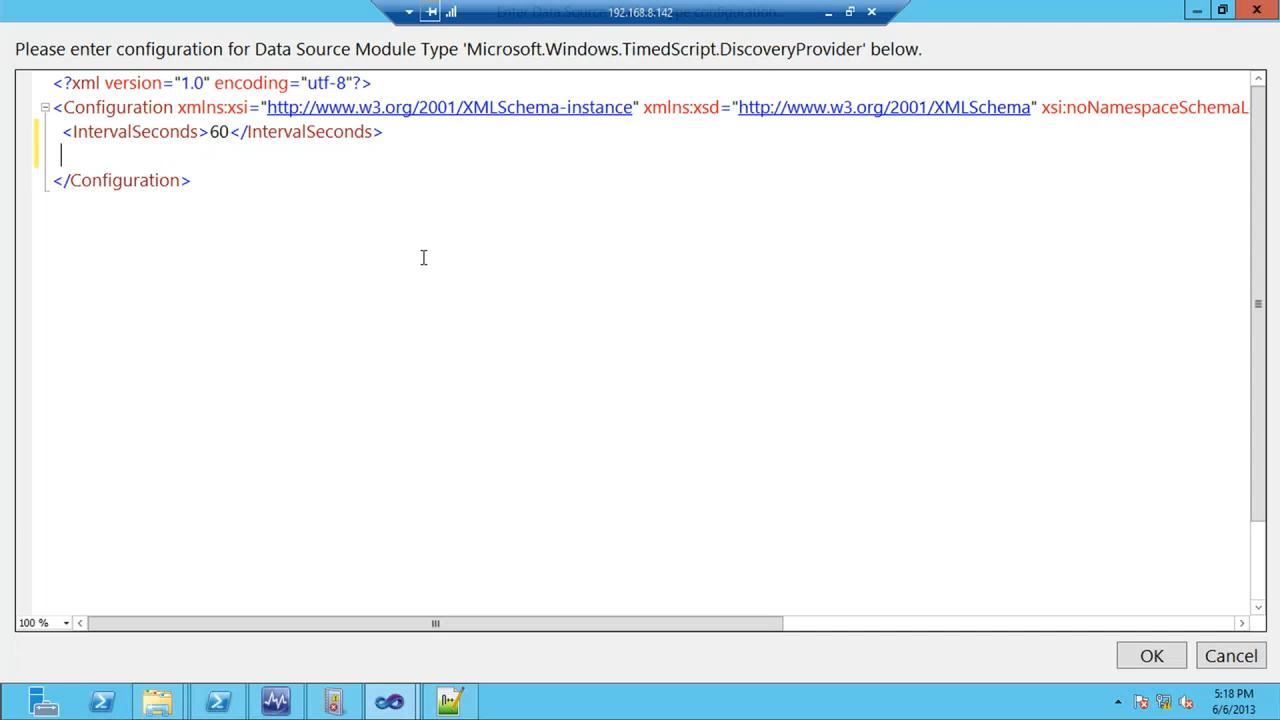 192.168.8.142
Please enter configuration for Data Source Module Type 'Microsoft.Windows.TimedScript.DiscoveryProvider' below.
<?xml version="1.0" encoding="utf-8"?>
<Configuration xmlns:xsi="http://www.w3.org/2001/XMLSchema-instance" xmlns:xsd="http://www.w3.org/2001/XMLSchema" xsi:noNamespaceSchemaL
<IntervalSeconds>60</IntervalSeconds>
</Configuration>
100 %
OK Cancel
5:18 PM
6/6/2013